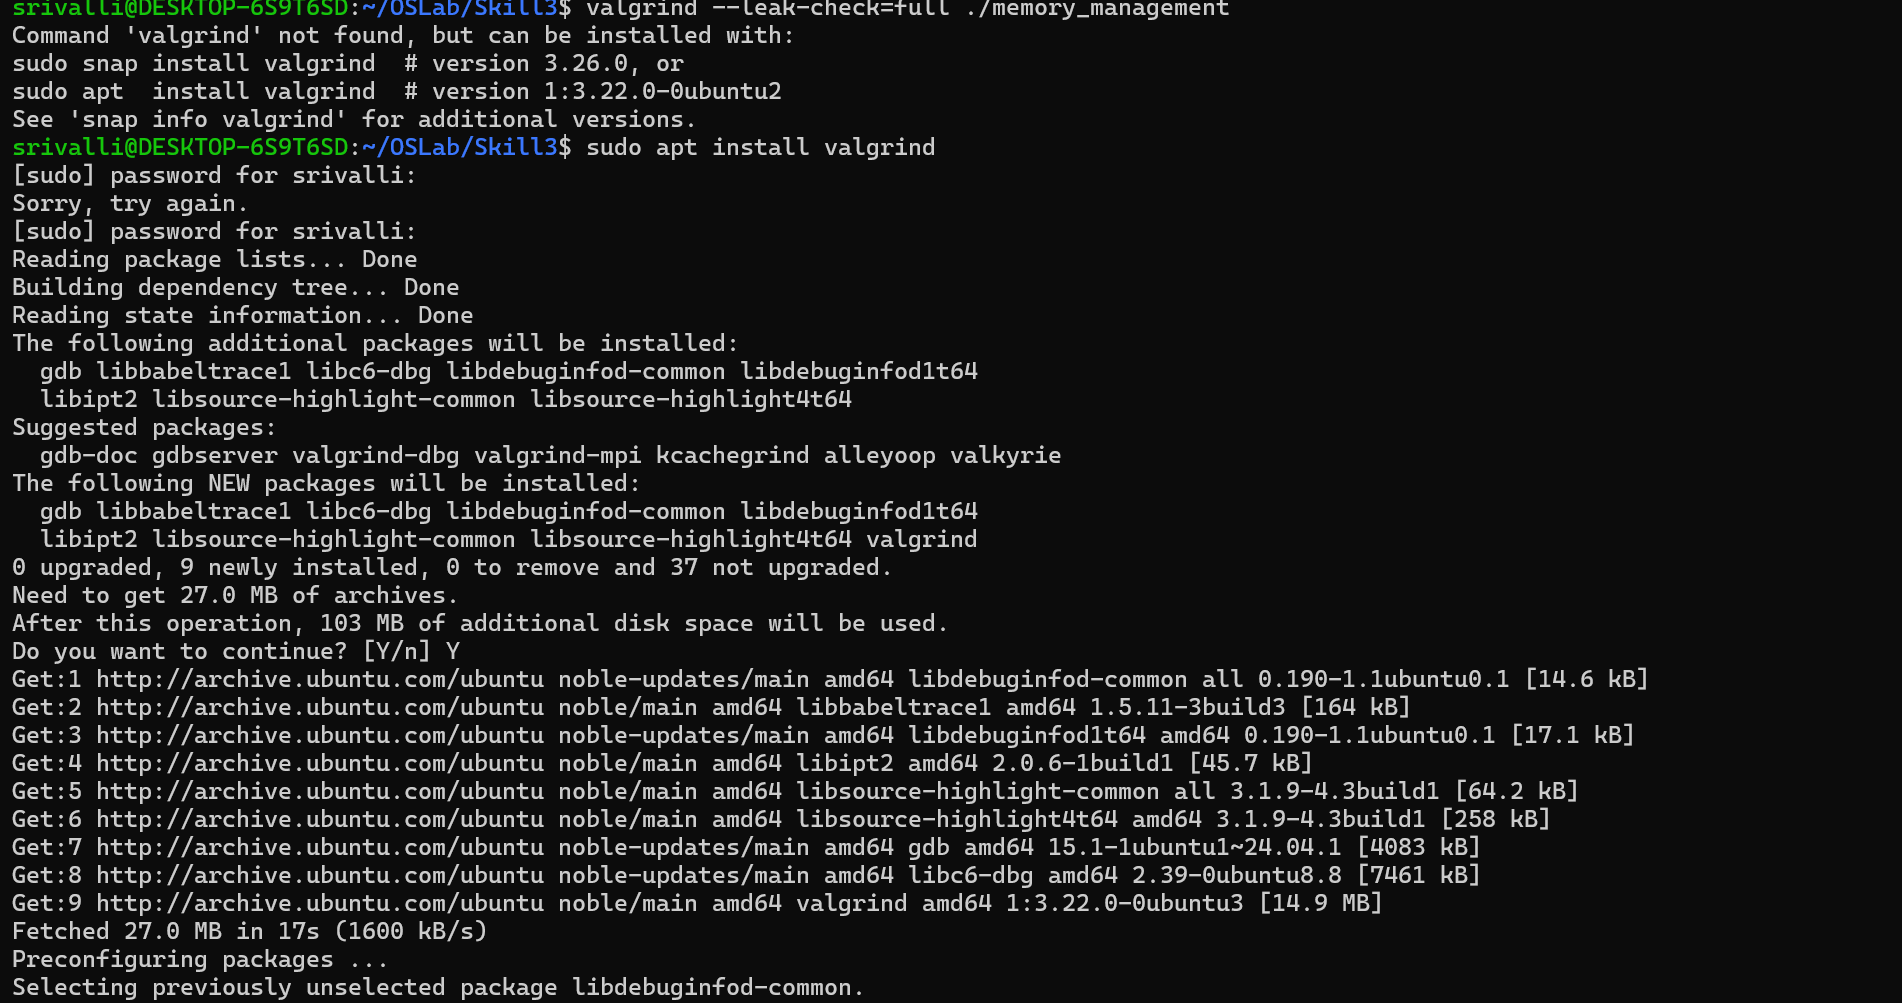 srivalli@DESKTOP-6S9T6SD:~/OSLab/Skill3$ valgrind --leak-check=full ./memory_management
Command 'valgrind' not found, but can be installed with:
sudo snap install valgrind  # version 3.26.0, or
sudo apt  install valgrind  # version 1:3.22.0-0ubuntu2
See 'snap info valgrind' for additional versions.
srivalli@DESKTOP-6S9T6SD:~/OSLab/Skill3$ sudo apt install valgrind
[sudo] password for srivalli:
Sorry, try again.
[sudo] password for srivalli:
Reading package lists... Done
Building dependency tree... Done
Reading state information... Done
The following additional packages will be installed:
  gdb libbabeltrace1 libc6-dbg libdebuginfod-common libdebuginfod1t64
  libipt2 libsource-highlight-common libsource-highlight4t64
Suggested packages:
  gdb-doc gdbserver valgrind-dbg valgrind-mpi kcachegrind alleyoop valkyrie
The following NEW packages will be installed:
  gdb libbabeltrace1 libc6-dbg libdebuginfod-common libdebuginfod1t64
  libipt2 libsource-highlight-common libsource-highlight4t64 valgrind
0 upgraded, 9 newly installed, 0 to remove and 37 not upgraded.
Need to get 27.0 MB of archives.
After this operation, 103 MB of additional disk space will be used.
Do you want to continue? [Y/n] Y
Get:1 http://archive.ubuntu.com/ubuntu noble-updates/main amd64 libdebuginfod-common all 0.190-1.1ubuntu0.1 [14.6 kB]
Get:2 http://archive.ubuntu.com/ubuntu noble/main amd64 libbabeltrace1 amd64 1.5.11-3build3 [164 kB]
Get:3 http://archive.ubuntu.com/ubuntu noble-updates/main amd64 libdebuginfod1t64 amd64 0.190-1.1ubuntu0.1 [17.1 kB]
Get:4 http://archive.ubuntu.com/ubuntu noble/main amd64 libipt2 amd64 2.0.6-1build1 [45.7 kB]
Get:5 http://archive.ubuntu.com/ubuntu noble/main amd64 libsource-highlight-common all 3.1.9-4.3build1 [64.2 kB]
Get:6 http://archive.ubuntu.com/ubuntu noble/main amd64 libsource-highlight4t64 amd64 3.1.9-4.3build1 [258 kB]
Get:7 http://archive.ubuntu.com/ubuntu noble-updates/main amd64 gdb amd64 15.1-1ubuntu1~24.04.1 [4083 kB]
Get:8 http://archive.ubuntu.com/ubuntu noble-updates/main amd64 libc6-dbg amd64 2.39-0ubuntu8.8 [7461 kB]
Get:9 http://archive.ubuntu.com/ubuntu noble/main amd64 valgrind amd64 1:3.22.0-0ubuntu3 [14.9 MB]
Fetched 27.0 MB in 17s (1600 kB/s)
Preconfiguring packages ...
Selecting previously unselected package libdebuginfod-common.